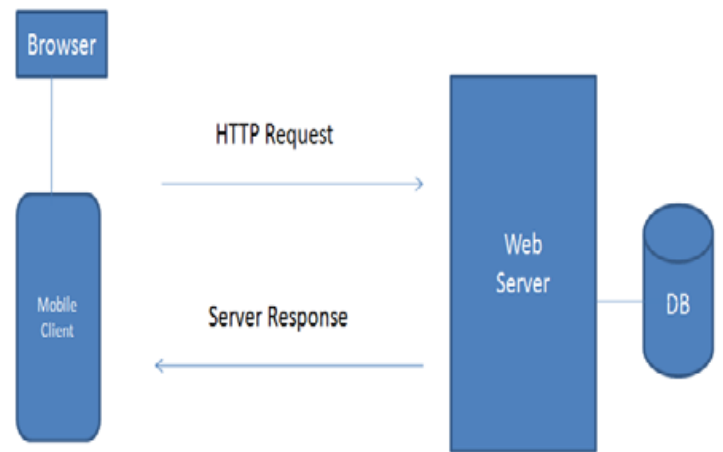 Browser
HTTP Request
Web
Server
DB
Mobile
Client
Server Response